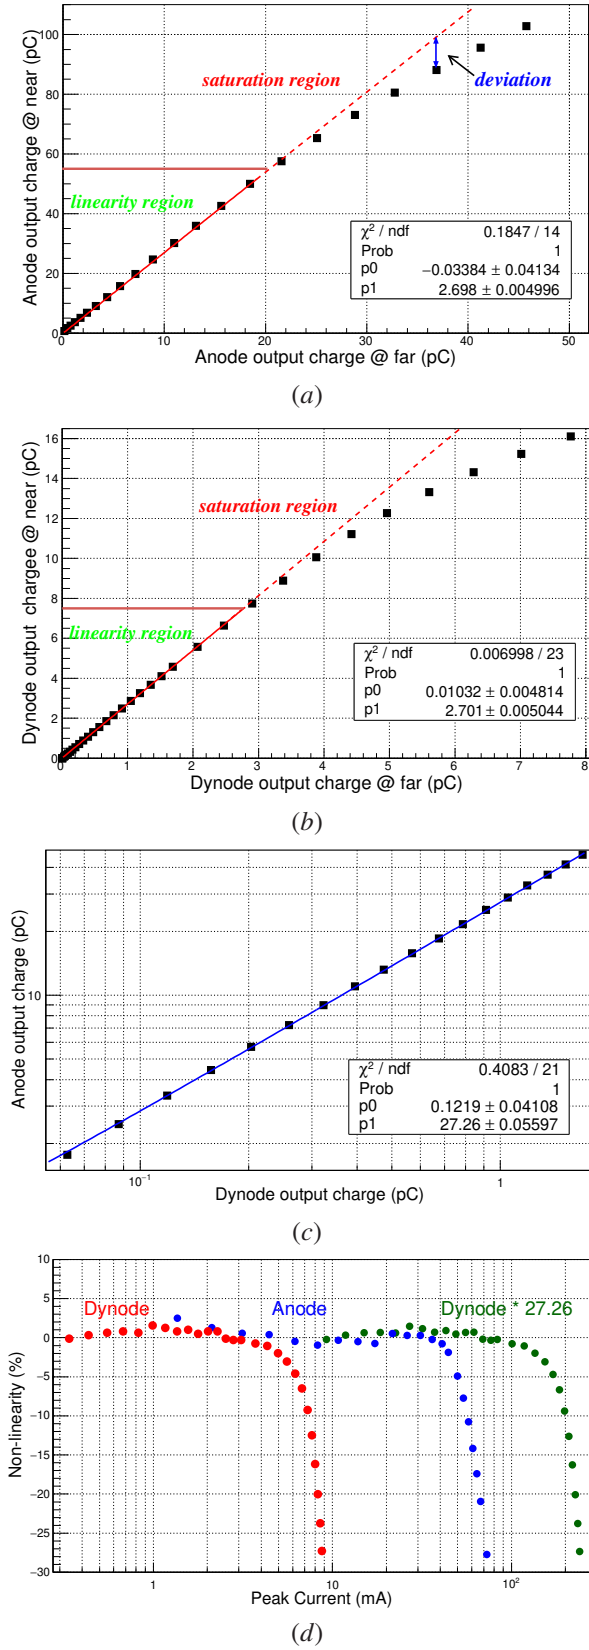 100
80
60
40
20
0
Anode output charge @ near (pC)
saturation region
deviation
linearity region
χ² / ndf 0.1847 / 14
Prob 1
p0 −0.03384 ± 0.04134
p1 2.698 ± 0.004996
0 10 20 30 40 50
Anode output charge @ far (pC)
(a)
16
14
12
10
8
6
4
2
0
Dynode output chargee @ near (pC)
saturation region
linearity region
χ² / ndf 0.006998 / 23
Prob 1
p0 0.01032 ± 0.004814
p1 2.701 ± 0.005044
0 1 2 3 4 5 6 7 8
Dynode output charge @ far (pC)
(b)
Anode output charge (pC)
10
χ² / ndf 0.4083 / 21
Prob 1
p0 0.1219 ± 0.04108
p1 27.26 ± 0.05597
10⁻¹ 1
Dynode output charge (pC)
(c)
10
5
0
−5
−10
−15
−20
−25
−30
Non-linearity (%)
Dynode Anode Dynode * 27.26
1 10 10²
Peak Current (mA)
(d)